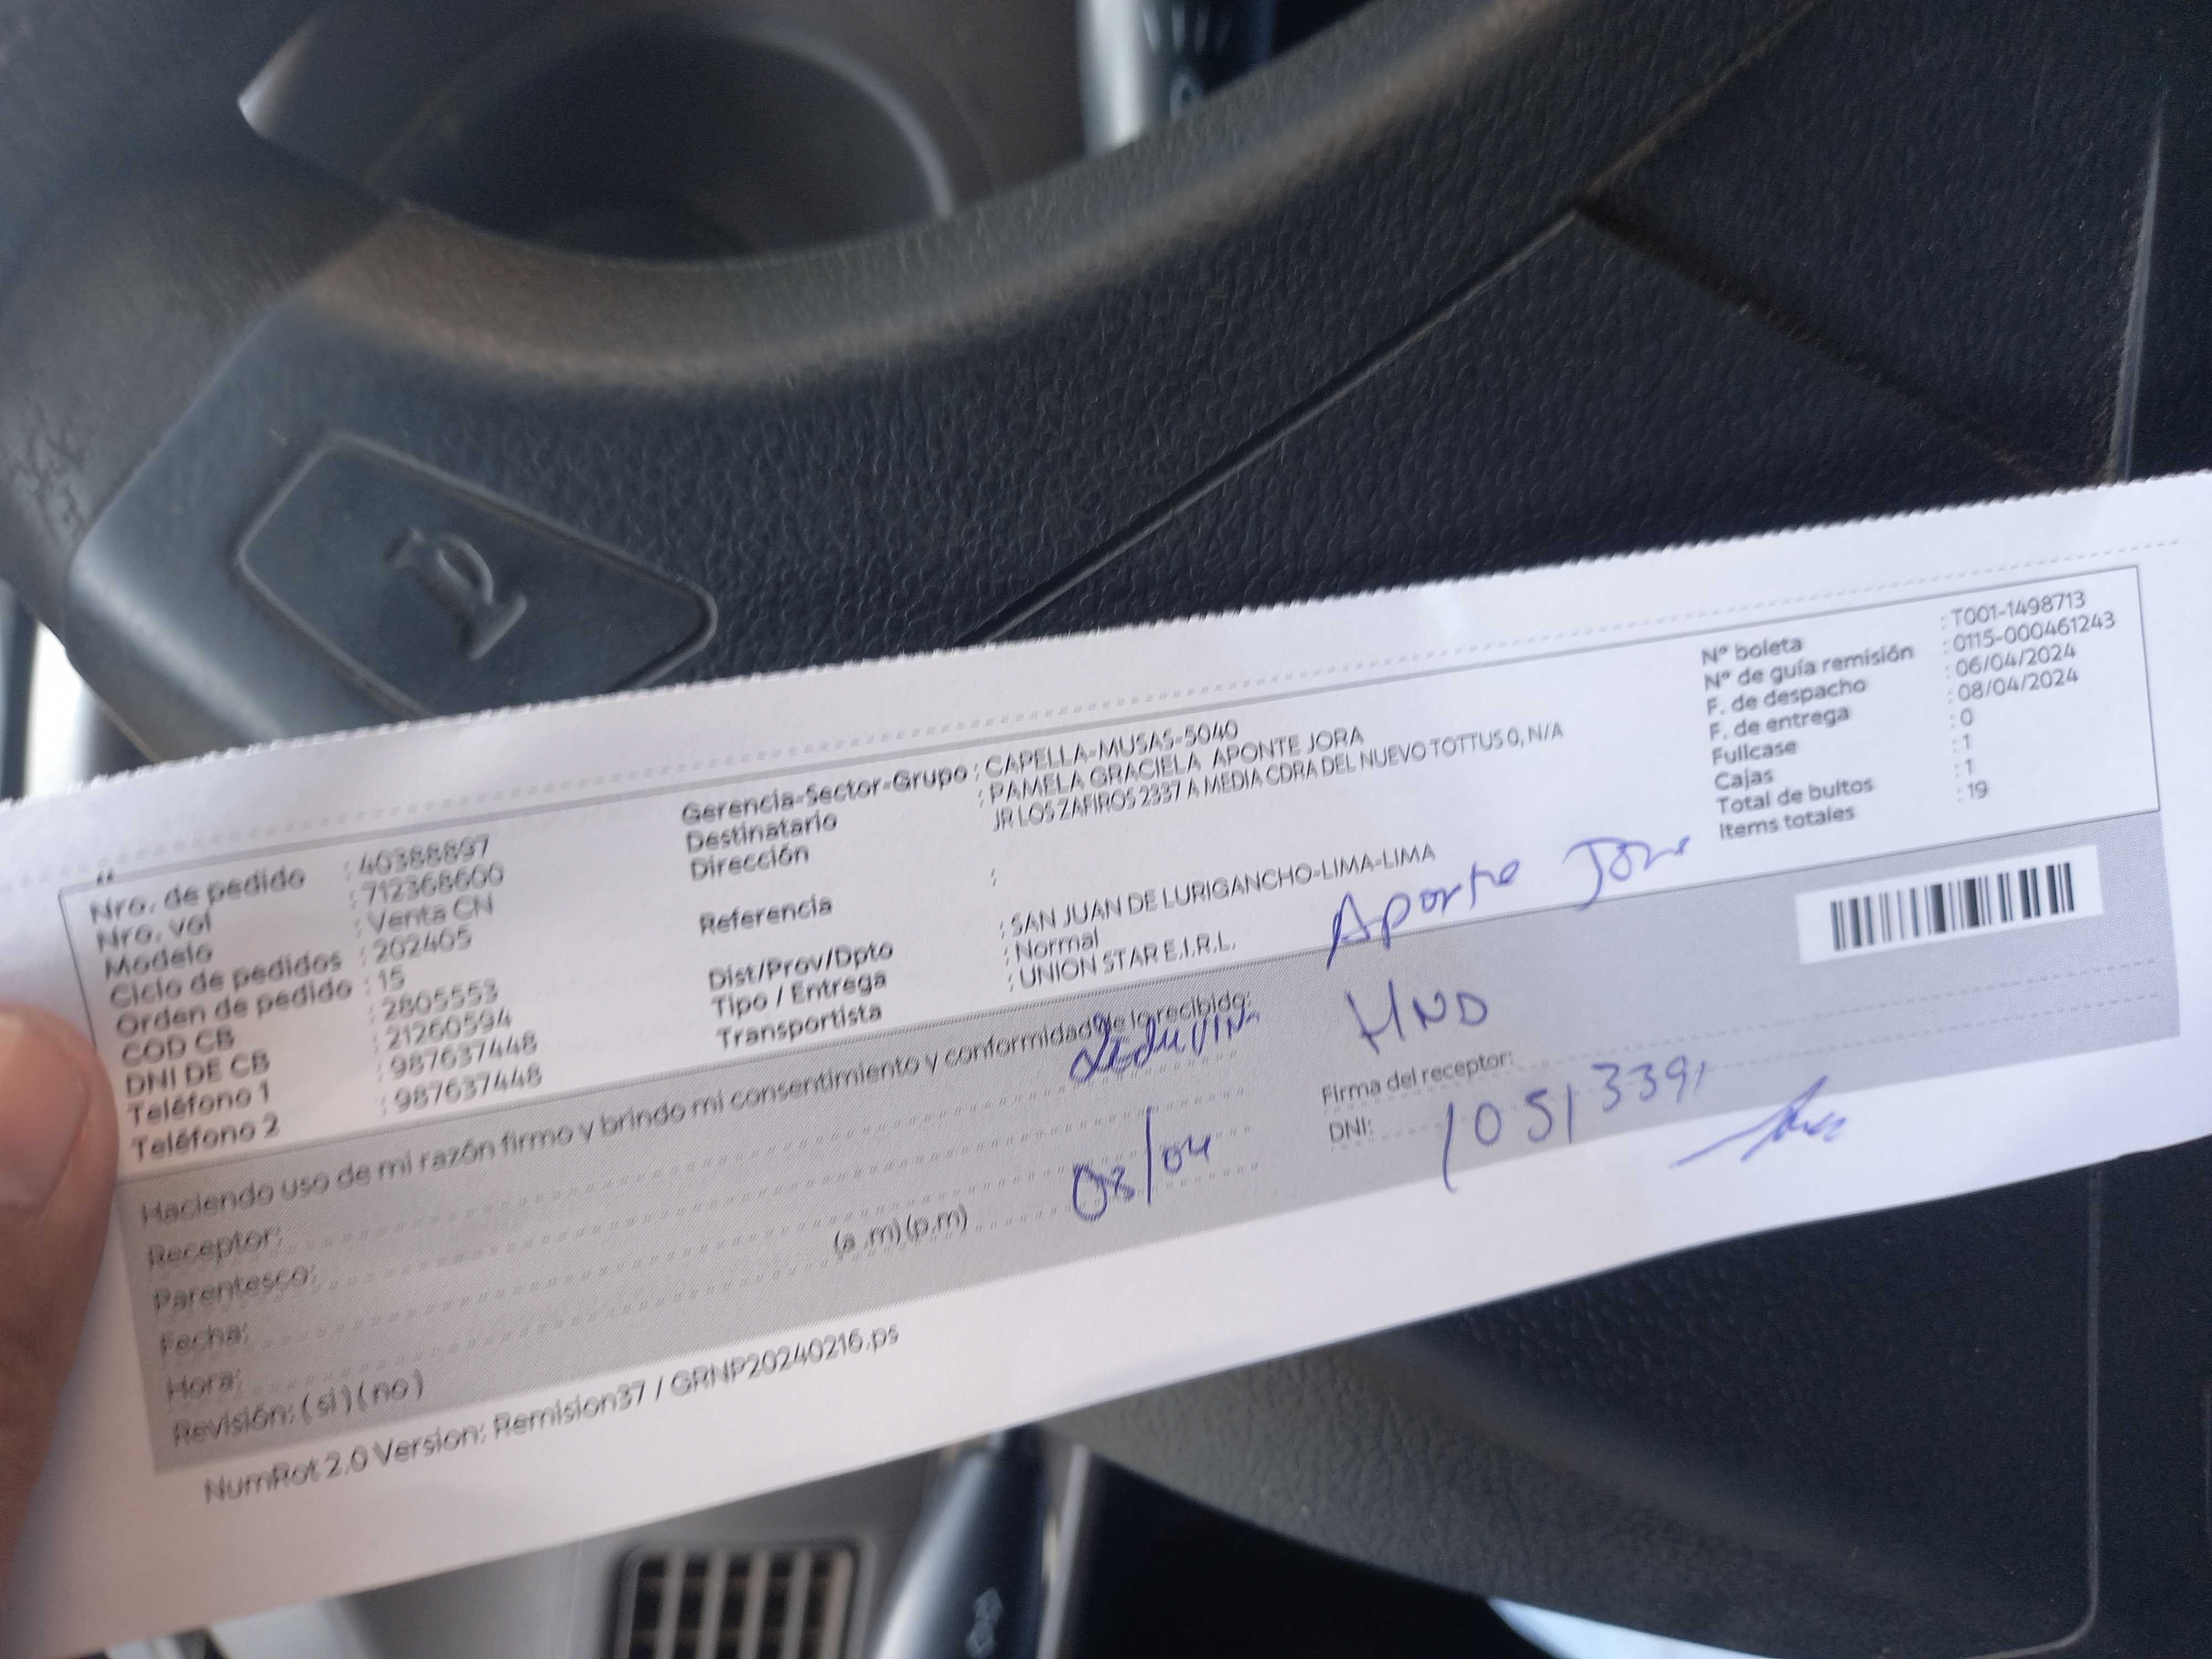 Nro. de pedido : 40388897
Nro. vol : 712368600
Modelo : Venta CN
Ciclo de pedidos : 202405
Orden de pedido : 15
COD CB : 2805553
DNI DE CB : 21260594
Teléfono 1 : 987637448
Teléfono 2 : 987637448
Gerencia-Sector-Grupo : CAPELLA-MUSAS-5040
Destinatario : PAMELA GRACIELA APONTE JORA
Dirección JR LOS ZAFIROS 2337 A MEDIA CDRA DEL NUEVO TOTTUS 0, N/A
Referencia :
Dist/Prov/Dpto : SAN JUAN DE LURIGANCHO-LIMA-LIMA
Tipo / Entrega : Normal
Transportista : UNION STAR E.I.R.L.
N° boleta : T001-1498713
N° de guía remisión : 0115-000461243
F. de despacho : 06/04/2024
F. de entrega : 08/04/2024
Fullcase : 0
Cajas : 1
Total de bultos : 1
Items totales : 19
Haciendo uso de mi razón firmo y brindo mi consentimiento y conformidad de lo recibido:
Receptor: Aponte
Parentesco: HNO
Fecha: 08/04
Hora: (a.m) (p.m)
Revisión: ( si ) ( no )
Firma del receptor:
DNI: 10513391
NumRot 2.0 Version: Remision37 / GRNP20240216.ps